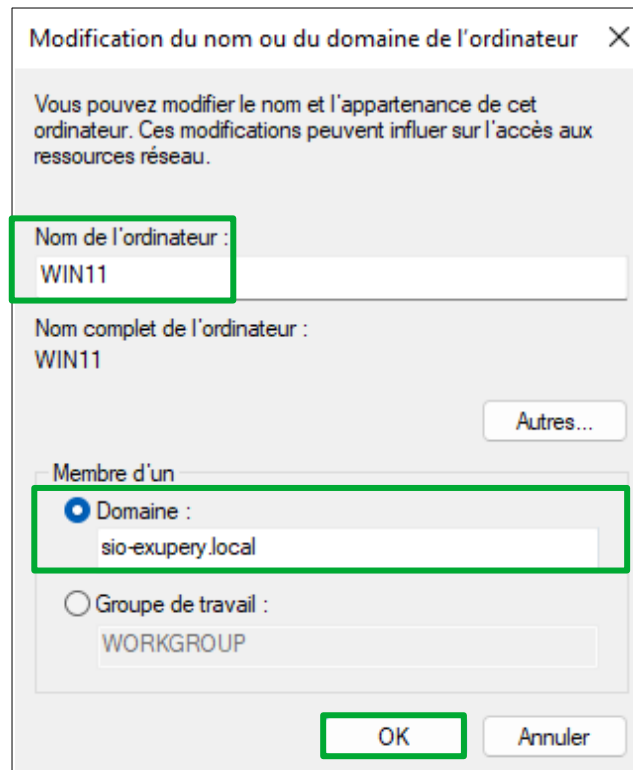 Modification du nom ou du domaine de l'ordinateur
Vous pouvez modifier le nom et l'appartenance de cet
ordinateur. Ces modifications peuvent influer sur l'accès aux
ressources réseau.
Nom de l'ordinateur :
WIN11
Nom complet de l'ordinateur :
WIN11
Autres...
Membre d'un
Domaine :
sio-exupery.local
Groupe de travail :
WORKGROUP
OK Annuler